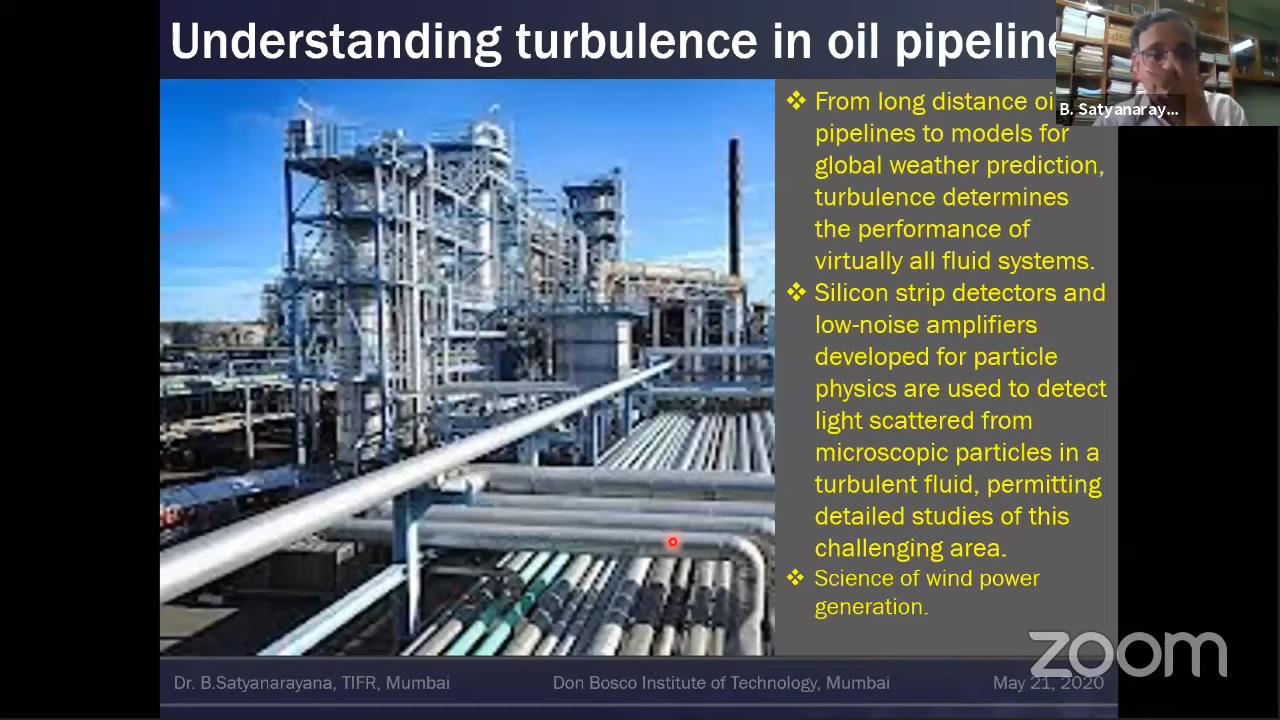 Understanding turbulence in oil pipeline
B. Satyanaray...
❖ From long distance oi
pipelines to models for
global weather prediction,
turbulence determines
the performance of
virtually all fluid systems.
❖ Silicon strip detectors and
low-noise amplifiers
developed for particle
physics are used to detect
light scattered from
microscopic particles in a
turbulent fluid, permitting
detailed studies of this
challenging area.
❖ Science of wind power
generation.
zoom
Dr. B.Satyanarayana, TIFR, Mumbai
Don Bosco Institute of Technology, Mumbai
May 21, 2020